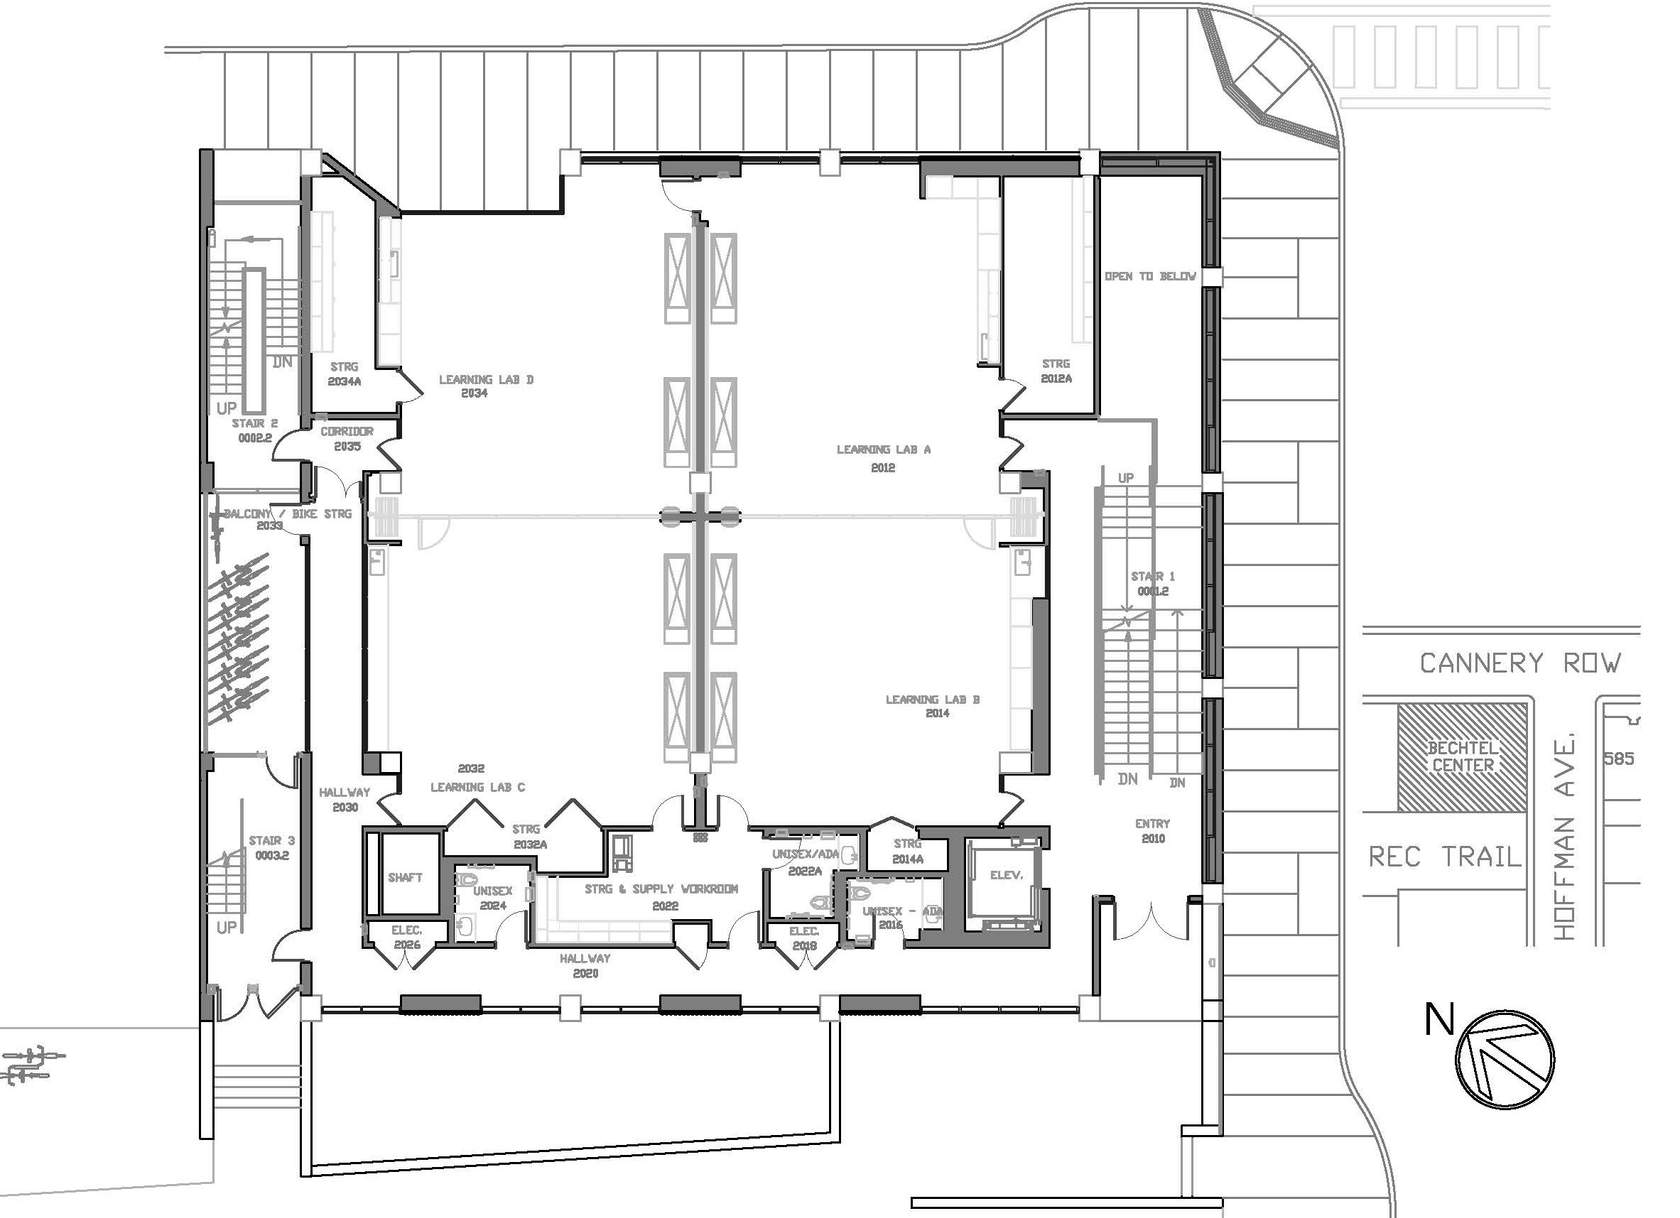 OPEN TO BELOW
DN
UP
STAIR 2
0002.2
STRG
2034A
LEARNING LAB D
2034
STRG
2012A
CORRIDOR
2035
LEARNING LAB A
2012
UP
BALCONY / BIKE STRG
2033
STAIR 1
0001.2
LEARNING LAB B
2014
2032
LEARNING LAB C
DN
DN
HALLWAY
2030
ENTRY
2010
STAIR 3
0003.2
UP
STRG
2032A
SHAFT
UNISEX
2024
STRG & SUPPLY WORKROOM
2022
UNISEX/ADA
2022A
STRG
2014A
ELEV.
UNISEX - ADA
2016
ELEC.
2026
ELEC.
2018
HALLWAY
2020
CANNERY ROW
BECHTEL
CENTER
585
HOFFMAN AVE.
REC TRAIL
N